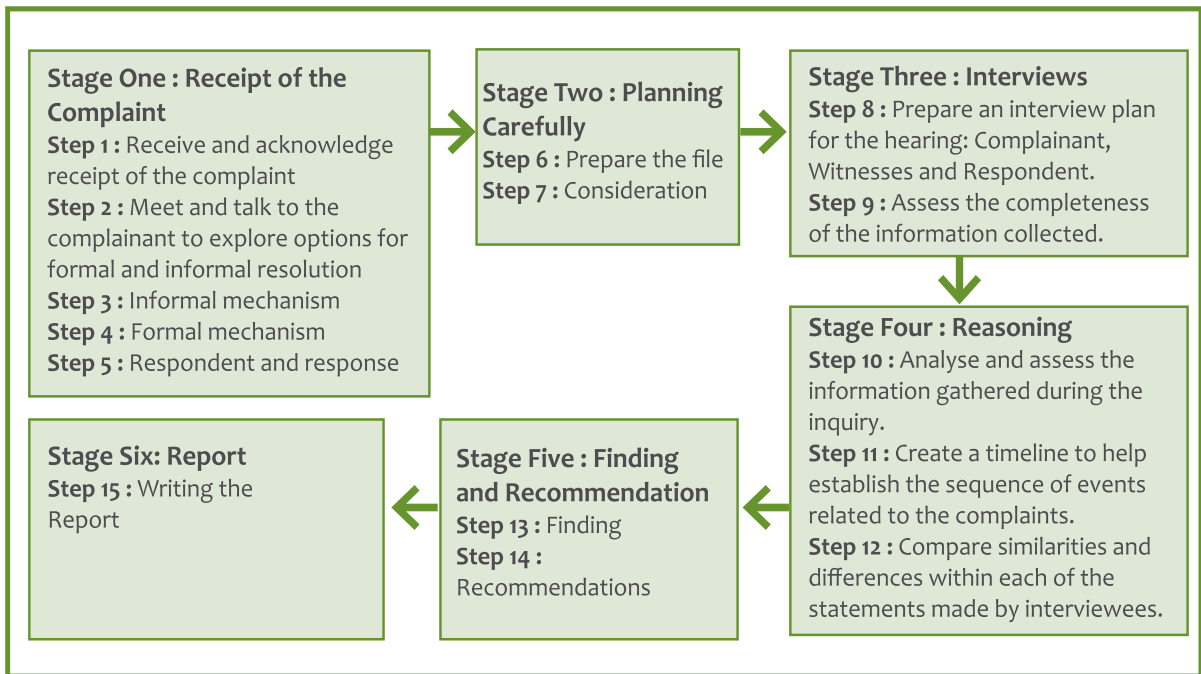 Stage One : Receipt of the
Complaint
Step 1 : Receive and acknowledge
receipt of the complaint
Step 2 : Meet and talk to the
complainant to explore options for
formal and informal resolution
Step 3 : Informal mechanism
Step 4 : Formal mechanism
Step 5 : Respondent and response
Stage Two : Planning
Carefully
Step 6 : Prepare the file
Step 7 : Consideration
Stage Three : Interviews
Step 8 : Prepare an interview plan
for the hearing: Complainant,
Witnesses and Respondent.
Step 9 : Assess the completeness
of the information collected.
Stage Four : Reasoning
Step 10 : Analyse and assess the
information gathered during the
inquiry.
Step 11 : Create a timeline to help
establish the sequence of events
related to the complaints.
Step 12 : Compare similarities and
differences within each of the
statements made by interviewees.
Stage Five : Finding
and Recommendation
Step 13 : Finding
Step 14 :
Recommendations
Stage Six: Report
Step 15 : Writing the
Report